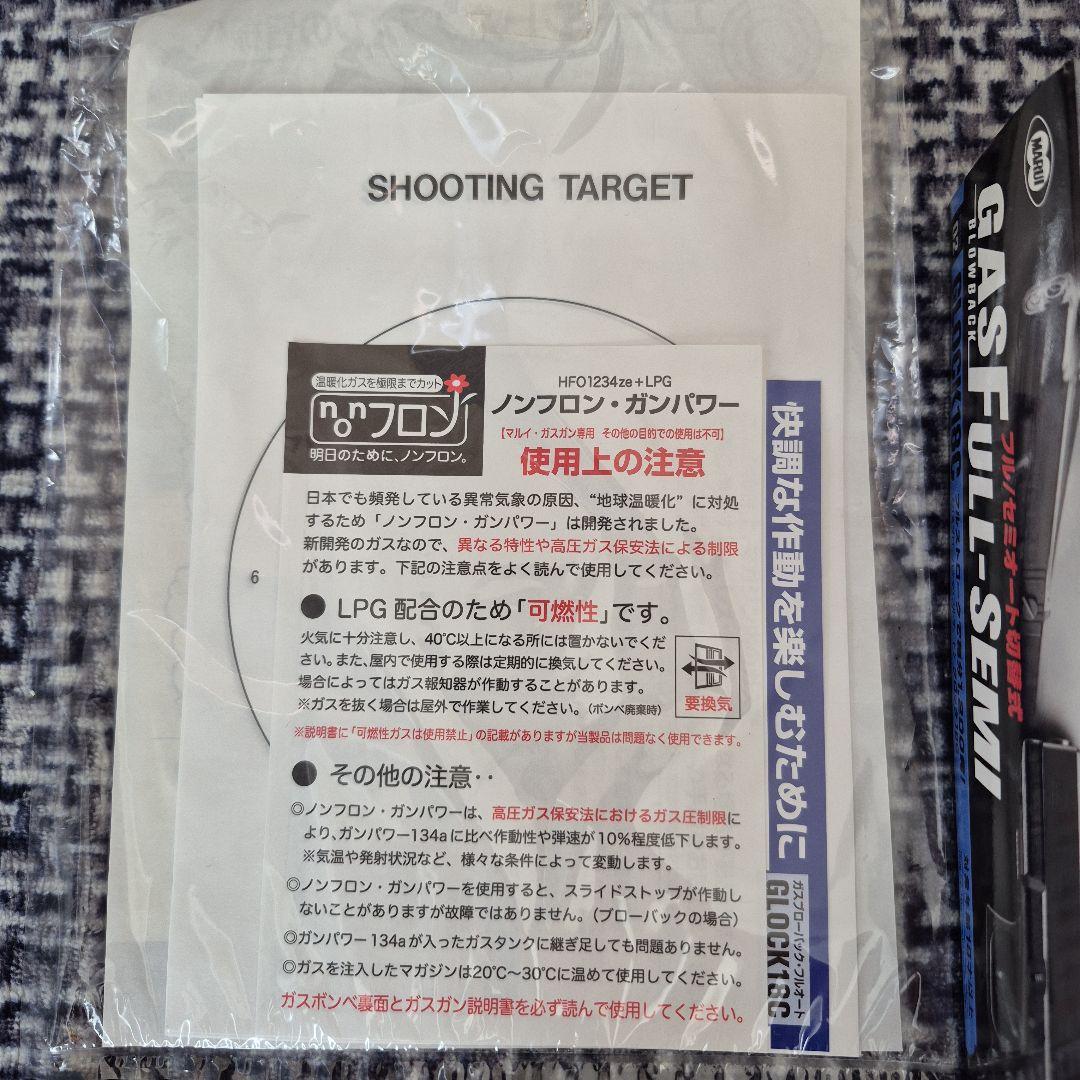 SHOOTING TARGET
6
温暖化ガスを極限までカット
nonフロン
明日のために、ノンフロン。
HFO1234ze+LPG
ノンフロン・ガンパワー
【マルイ・ガスガン専用 その他の目的での使用は不可】
使用上の注意
日本でも頻発している異常気象の原因、“地球温暖化”に対処
するため「ノンフロン・ガンパワー」は開発されました。
新開発のガスなので、異なる特性や高圧ガス保安法による制限
があります。下記の注意点をよく読んで使用してください。
● LPG 配合のため「可燃性」です。
火気に十分注意し、40℃以上になる所には置かないでくだ
さい。また、屋内で使用する際は定期的に換気してください。
場合によってはガス報知器が作動することがあります。
※ガスを抜く場合は屋外で作業してください。(ボンベ廃棄時)
要換気
※説明書に「可燃性ガスは使用禁止」の記載がありますが当製品は問題なく使用できます。
● その他の注意‥
◎ノンフロン・ガンパワーは、高圧ガス保安法におけるガス圧制限に
より、ガンパワー134aに比べ作動性や弾速が10%程度低下します。
※気温や発射状況など、様々な条件によって変動します。
◎ノンフロン・ガンパワーを使用すると、スライドストップが作動し
ないことがありますが故障ではありません。(ブローバックの場合)
◎ガンパワー134aが入ったガスタンクに継ぎ足しても問題ありません。
◎ガスを注入したマガジンは20℃〜30℃に温めて使用してください。
ガスボンベ裏面とガスガン説明書を必ず読んで使用してください。
快調な作動を楽しむために
ガスブローバック・フルオート
GLOCK18C
MARUI
GAS FULL-SEMI
BLOWBACK
フル/セミオート切替式
02
GLOCK18C